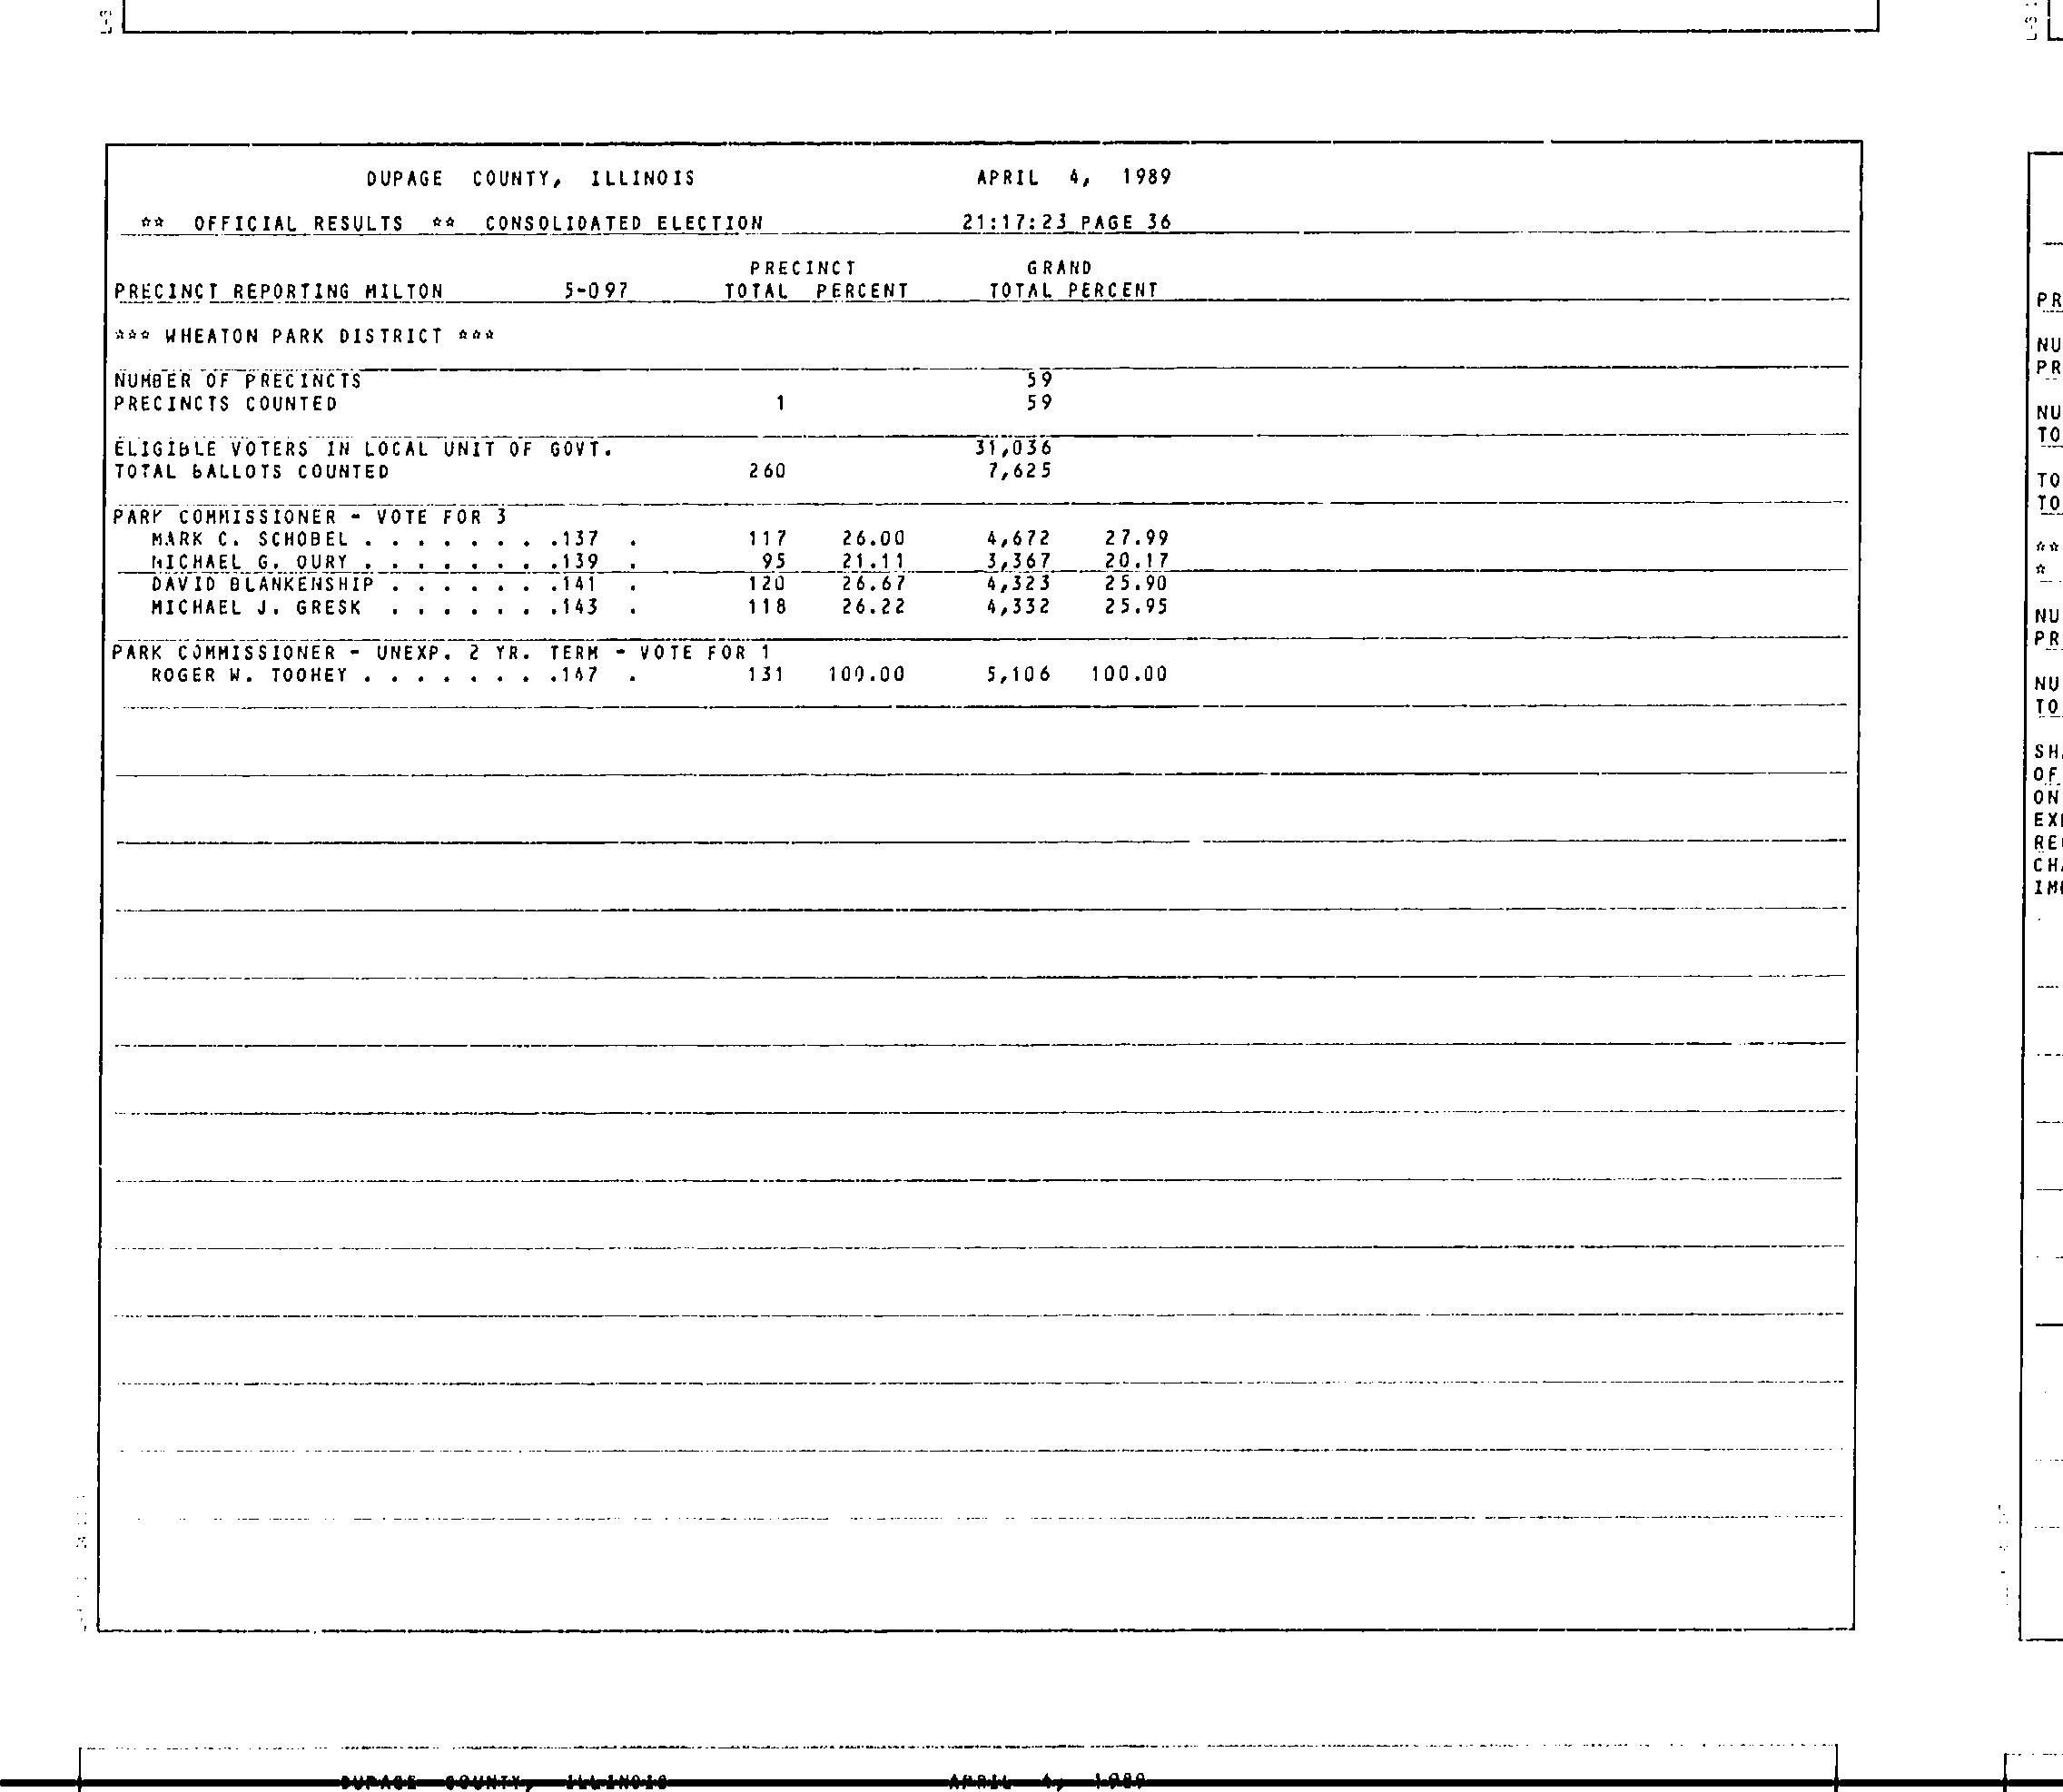 DUPAGE COUNTY, ILLINOIS APRIL 4, 1989
** OFFICIAL RESULTS ** CONSOLIDATED ELECTION 21:17:23 PAGE 36
PRECINCT GRAND
PRECINCT REPORTING MILTON 5-097 TOTAL PERCENT TOTAL PERCENT
*** WHEATON PARK DISTRICT ***
NUMBER OF PRECINCTS 59
PRECINCTS COUNTED 1 59
ELIGIBLE VOTERS IN LOCAL UNIT OF GOVT. 31,036
TOTAL BALLOTS COUNTED 260 7,625
PARK COMMISSIONER - VOTE FOR 3
MARK C. SCHOBEL . . . . . . . .137 . 117 26.00 4,672 27.99
MICHAEL G. OURY . . . . . . . .139 . 95 21.11 3,367 20.17
DAVID BLANKENSHIP . . . . . . .141 . 120 26.67 4,323 25.90
MICHAEL J. GRESK . . . . . . .143 . 118 26.22 4,332 25.95
PARK COMMISSIONER - UNEXP. 2 YR. TERM - VOTE FOR 1
ROGER W. TOOHEY . . . . . . . .147 . 131 100.00 5,106 100.00
DUPAGE COUNTY, ILLINOIS APRIL 4, 1989
PR
NU
PR
NU
TO
TO
TO
**
*
NU
PR
NU
TO
SHA
OF
ON
EX
RE
CHA
IM